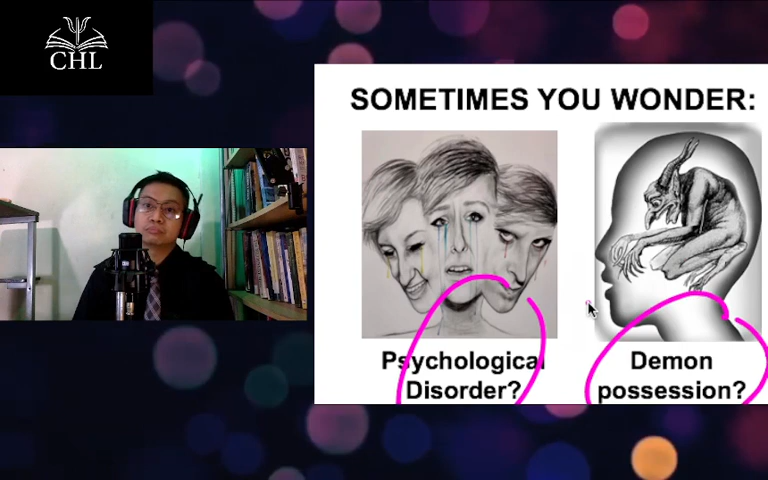 CHL
SOMETIMES YOU WONDER:
Psychological
Disorder?
Demon
possession?